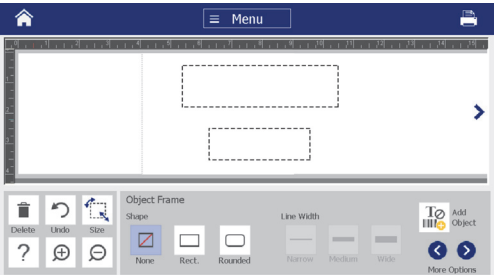 Menu
Object Frame
Shape
Line Width
None
Rect.
Rounded
Narrow
Medium
Wide
Delete
Undo
Size
Add
Object
More Options